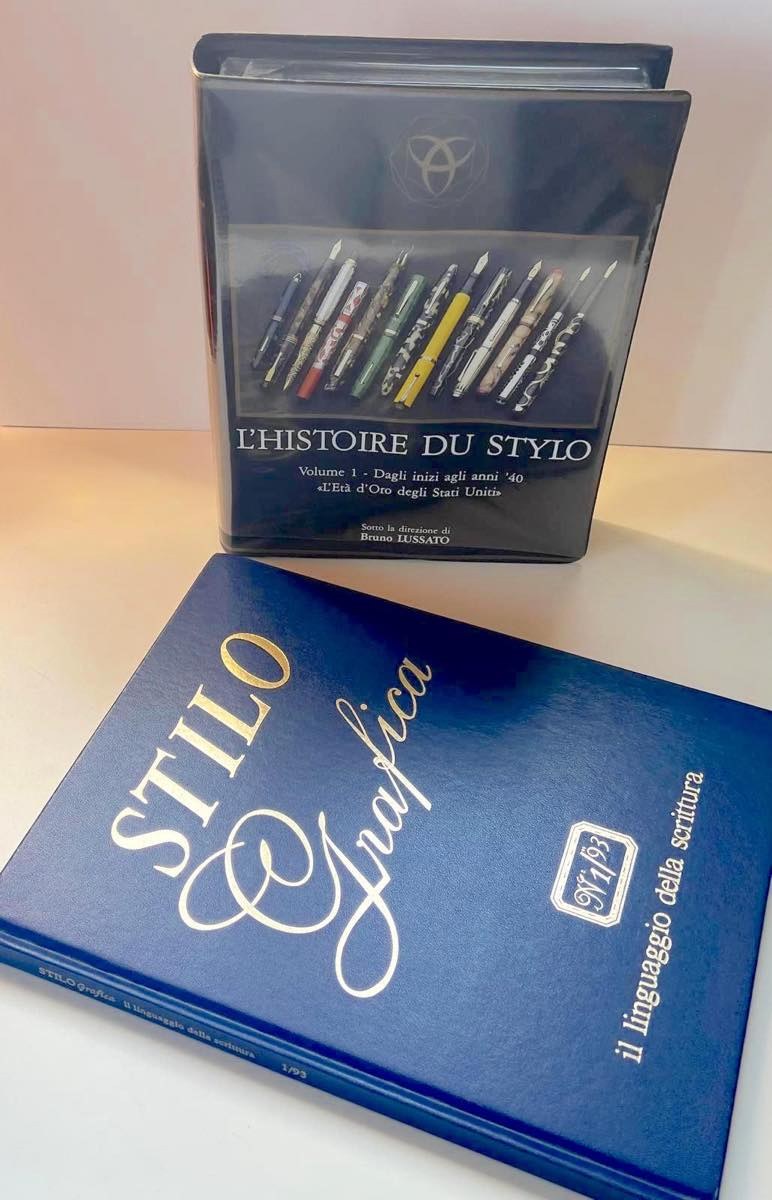 L'HISTOIRE DU STYLO
Volume 1 - Dagli inizi agli anni '40
«L'Età d'Oro degli Stati Uniti»
Sotto la direzione di
Bruno LUSSATO
STILO
Grafica
N° 1/93
il linguaggio della scrittura
STILO Grafica il linguaggio della scrittura 1/93